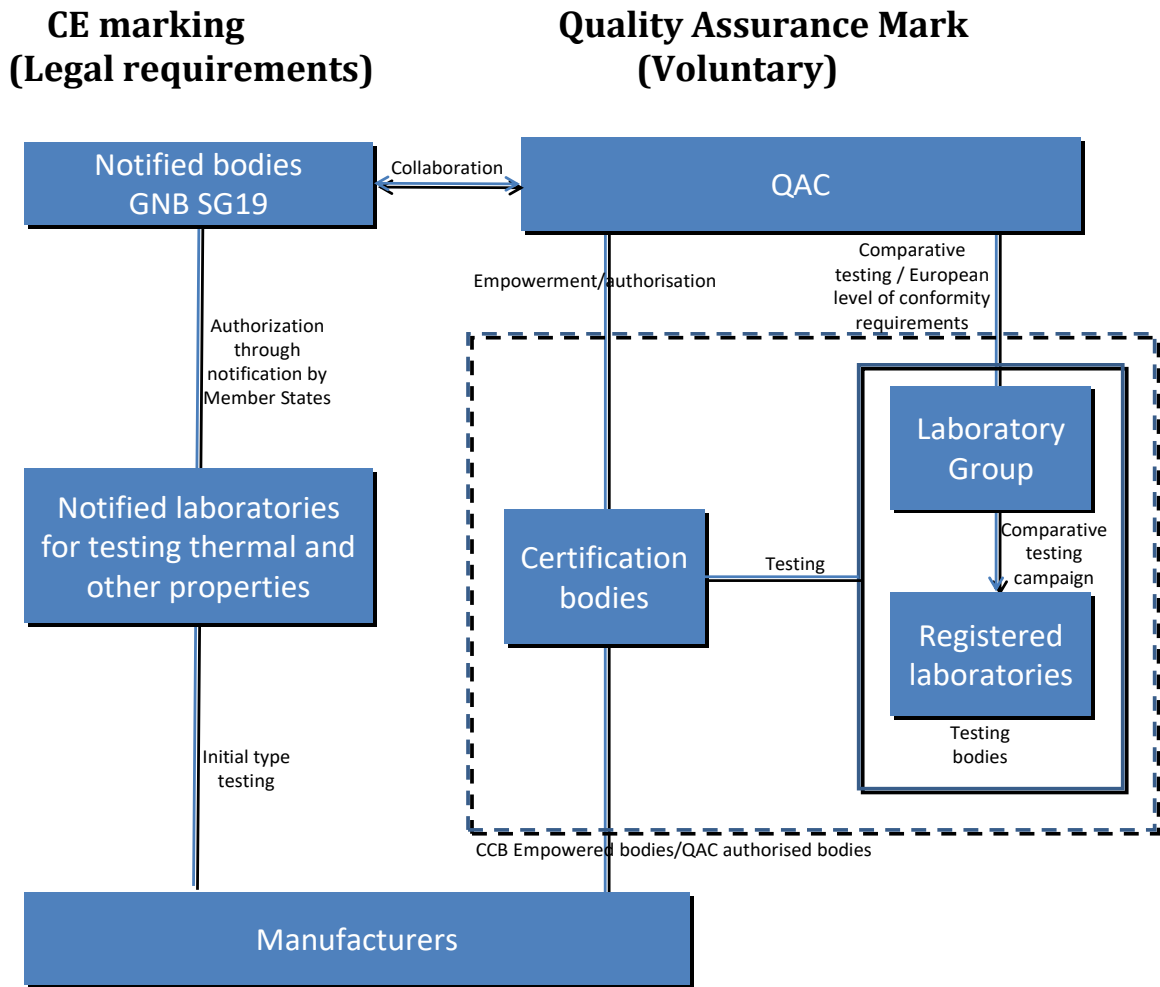 CE marking
(Legal requirements)
Quality Assurance Mark
(Voluntary)
Notified bodies
GNB SG19
Collaboration
QAC
Empowerment/authorisation
Comparative
testing / European
level of conformity
requirements
Authorization
through
notification by
Member States
Laboratory
Group
Notified laboratories
for testing thermal and
other properties
Certification
bodies
Testing
Comparative
testing
campaign
Registered
laboratories
Testing
bodies
Initial type
testing
CCB Empowered bodies/QAC authorised bodies
Manufacturers